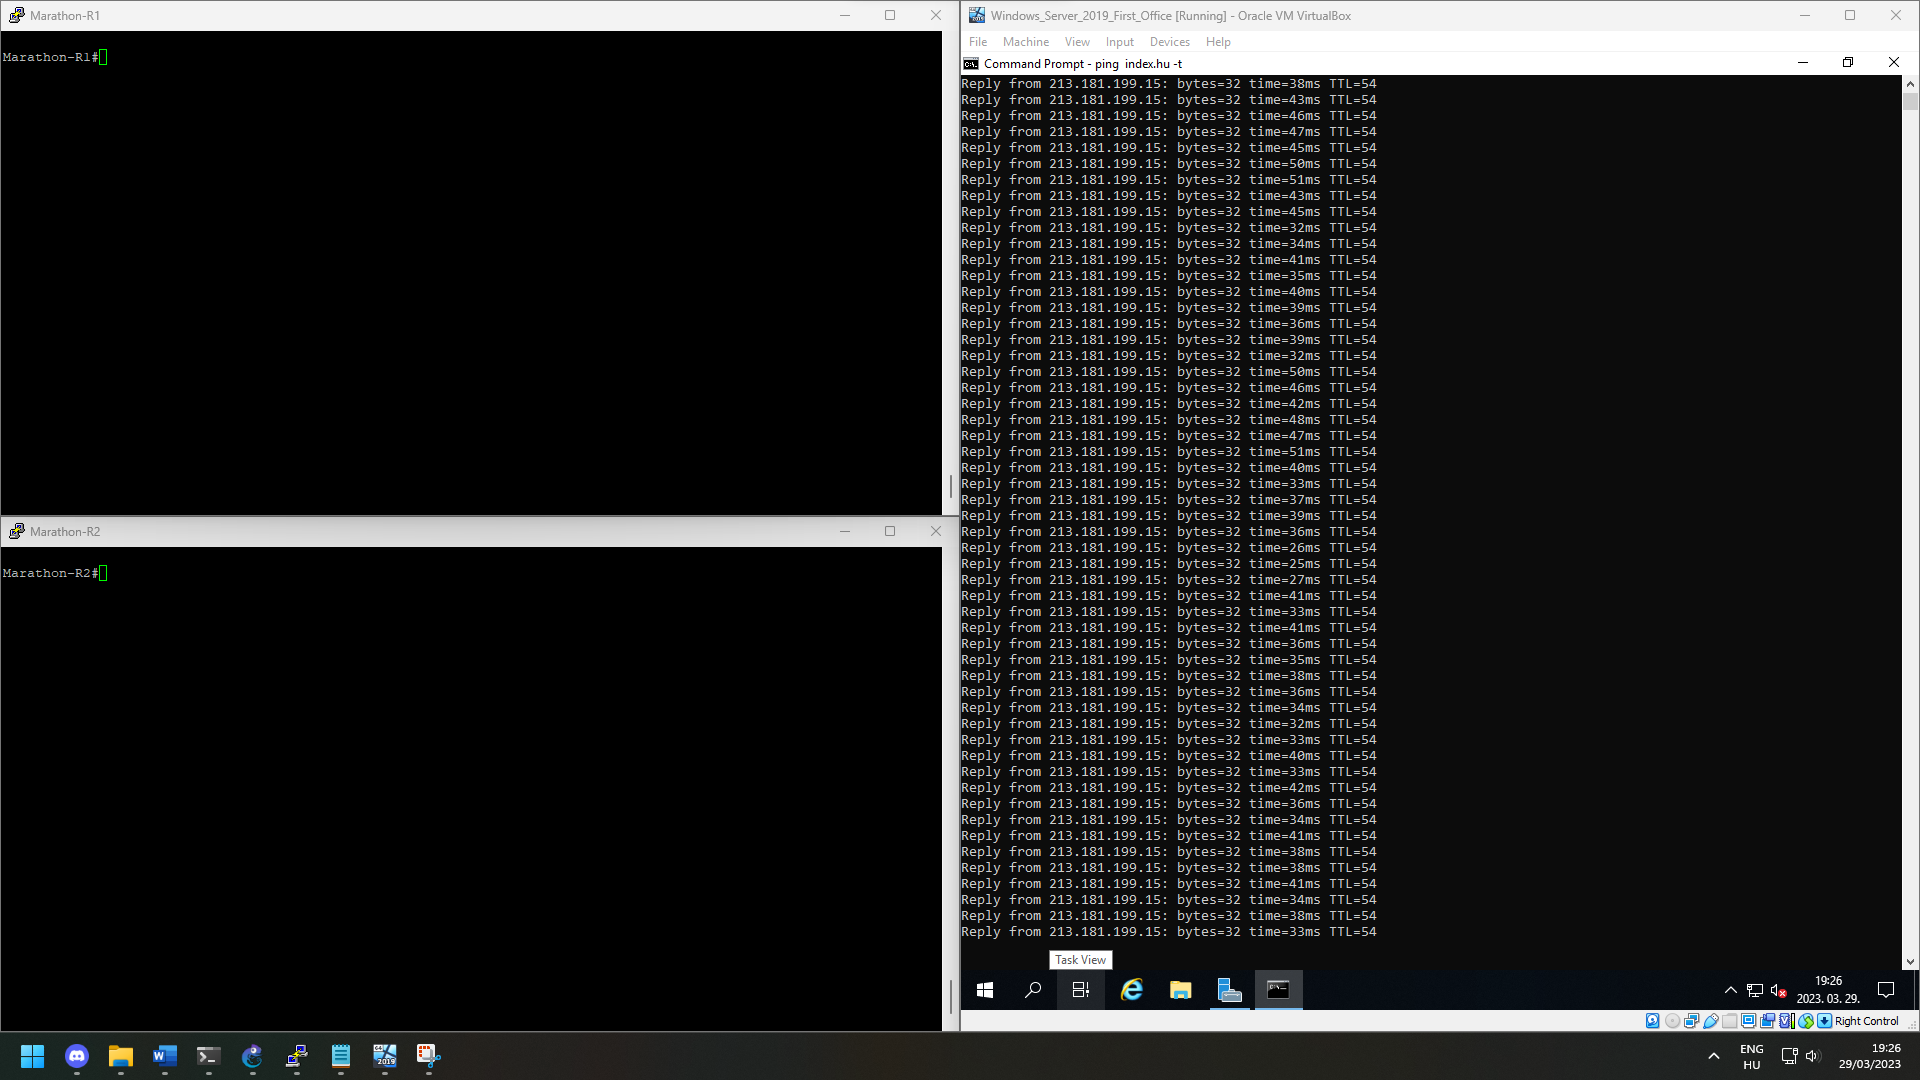 Marathon-R1
Marathon-R1#
Marathon-R2
Marathon-R2#
Windows_Server_2019_First_Office [Running] - Oracle VM VirtualBox
File Machine View Input Devices Help
Command Prompt - ping  index.hu -t
Reply from 213.181.199.15: bytes=32 time=38ms TTL=54
Reply from 213.181.199.15: bytes=32 time=43ms TTL=54
Reply from 213.181.199.15: bytes=32 time=46ms TTL=54
Reply from 213.181.199.15: bytes=32 time=47ms TTL=54
Reply from 213.181.199.15: bytes=32 time=45ms TTL=54
Reply from 213.181.199.15: bytes=32 time=50ms TTL=54
Reply from 213.181.199.15: bytes=32 time=51ms TTL=54
Reply from 213.181.199.15: bytes=32 time=43ms TTL=54
Reply from 213.181.199.15: bytes=32 time=45ms TTL=54
Reply from 213.181.199.15: bytes=32 time=32ms TTL=54
Reply from 213.181.199.15: bytes=32 time=34ms TTL=54
Reply from 213.181.199.15: bytes=32 time=41ms TTL=54
Reply from 213.181.199.15: bytes=32 time=35ms TTL=54
Reply from 213.181.199.15: bytes=32 time=40ms TTL=54
Reply from 213.181.199.15: bytes=32 time=39ms TTL=54
Reply from 213.181.199.15: bytes=32 time=36ms TTL=54
Reply from 213.181.199.15: bytes=32 time=39ms TTL=54
Reply from 213.181.199.15: bytes=32 time=32ms TTL=54
Reply from 213.181.199.15: bytes=32 time=50ms TTL=54
Reply from 213.181.199.15: bytes=32 time=46ms TTL=54
Reply from 213.181.199.15: bytes=32 time=42ms TTL=54
Reply from 213.181.199.15: bytes=32 time=48ms TTL=54
Reply from 213.181.199.15: bytes=32 time=47ms TTL=54
Reply from 213.181.199.15: bytes=32 time=51ms TTL=54
Reply from 213.181.199.15: bytes=32 time=40ms TTL=54
Reply from 213.181.199.15: bytes=32 time=33ms TTL=54
Reply from 213.181.199.15: bytes=32 time=37ms TTL=54
Reply from 213.181.199.15: bytes=32 time=39ms TTL=54
Reply from 213.181.199.15: bytes=32 time=36ms TTL=54
Reply from 213.181.199.15: bytes=32 time=26ms TTL=54
Reply from 213.181.199.15: bytes=32 time=25ms TTL=54
Reply from 213.181.199.15: bytes=32 time=27ms TTL=54
Reply from 213.181.199.15: bytes=32 time=41ms TTL=54
Reply from 213.181.199.15: bytes=32 time=33ms TTL=54
Reply from 213.181.199.15: bytes=32 time=41ms TTL=54
Reply from 213.181.199.15: bytes=32 time=36ms TTL=54
Reply from 213.181.199.15: bytes=32 time=35ms TTL=54
Reply from 213.181.199.15: bytes=32 time=38ms TTL=54
Reply from 213.181.199.15: bytes=32 time=36ms TTL=54
Reply from 213.181.199.15: bytes=32 time=34ms TTL=54
Reply from 213.181.199.15: bytes=32 time=32ms TTL=54
Reply from 213.181.199.15: bytes=32 time=33ms TTL=54
Reply from 213.181.199.15: bytes=32 time=40ms TTL=54
Reply from 213.181.199.15: bytes=32 time=33ms TTL=54
Reply from 213.181.199.15: bytes=32 time=42ms TTL=54
Reply from 213.181.199.15: bytes=32 time=36ms TTL=54
Reply from 213.181.199.15: bytes=32 time=34ms TTL=54
Reply from 213.181.199.15: bytes=32 time=41ms TTL=54
Reply from 213.181.199.15: bytes=32 time=38ms TTL=54
Reply from 213.181.199.15: bytes=32 time=38ms TTL=54
Reply from 213.181.199.15: bytes=32 time=41ms TTL=54
Reply from 213.181.199.15: bytes=32 time=34ms TTL=54
Reply from 213.181.199.15: bytes=32 time=38ms TTL=54
Reply from 213.181.199.15: bytes=32 time=33ms TTL=54
Task View
19:26
2023. 03. 29.
Right Control
ENG
HU
19:26
29/03/2023